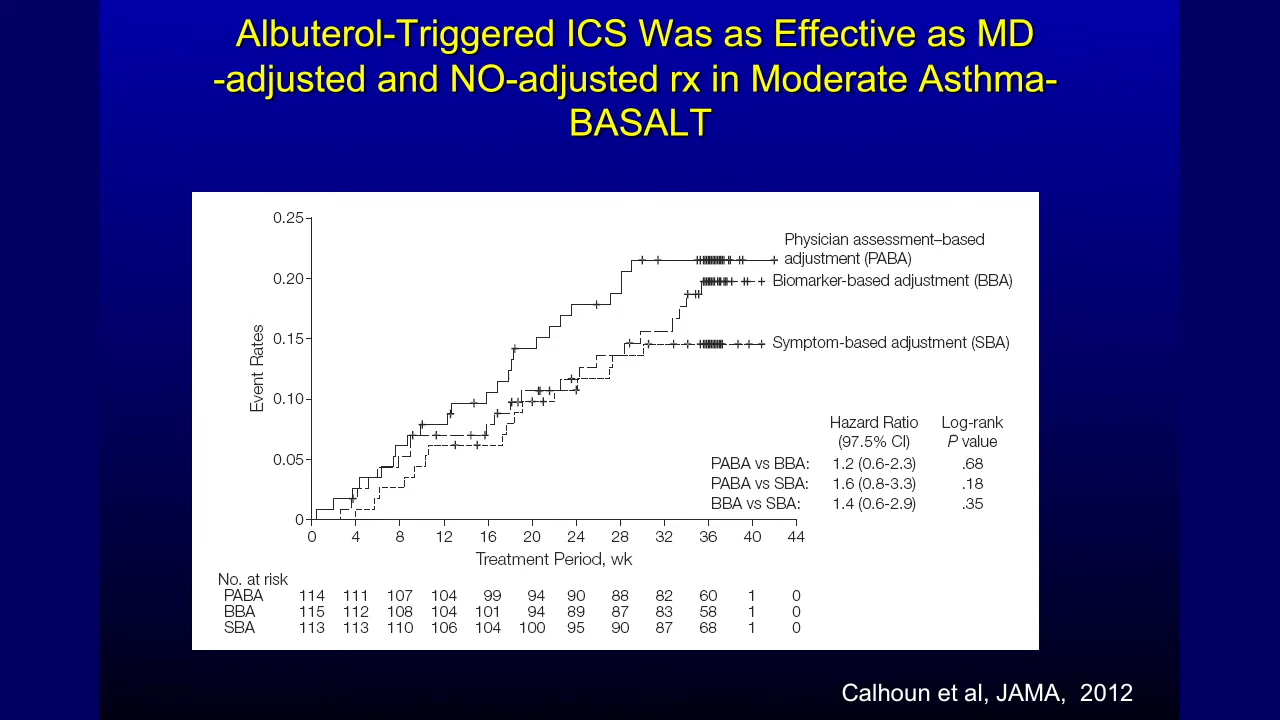 Albuterol-Triggered ICS Was as Effective as MD
-adjusted and NO-adjusted rx in Moderate Asthma-
BASALT
0.25
0.20
0.15
0.10
0.05
0
Event Rates
Physician assessment–based
adjustment (PABA)
Biomarker-based adjustment (BBA)
Symptom-based adjustment (SBA)
Hazard Ratio Log-rank
(97.5% CI) P value
PABA vs BBA: 1.2 (0.6-2.3) .68
PABA vs SBA: 1.6 (0.8-3.3) .18
BBA vs SBA: 1.4 (0.6-2.9) .35
0 4 8 12 16 20 24 28 32 36 40 44
Treatment Period, wk
No. at risk
PABA 114 111 107 104 99 94 90 88 82 60 1 0
BBA 115 112 108 104 101 94 89 87 83 58 1 0
SBA 113 113 110 106 104 100 95 90 87 68 1 0
Calhoun et al, JAMA, 2012